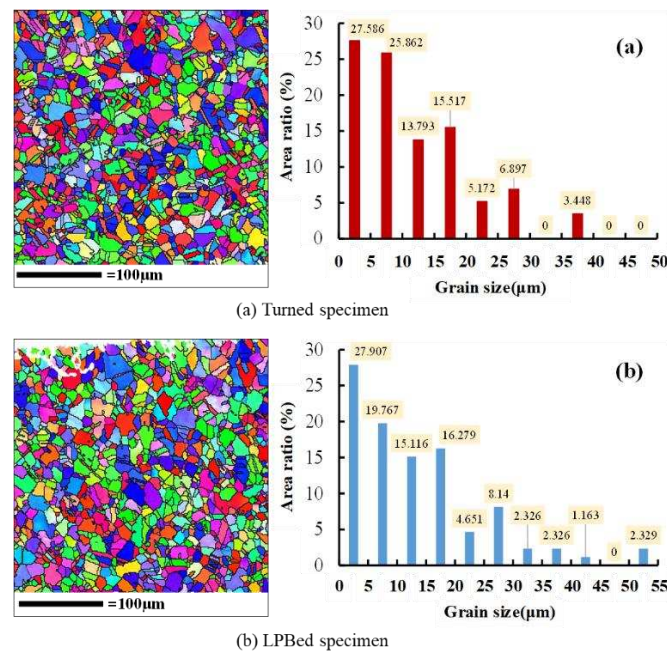 30
25
20
15
10
5
0
Area ratio (%)
27.586
25.862
13.793
15.517
5.172
6.897
0
3.448
0
0
(a)
0 5 10 15 20 25 30 35 40 45 50
Grain size(μm)
=100μm
(a) Turned specimen
30
25
20
15
10
5
0
Area ratio (%)
27.907
19.767
15.116
16.279
4.651
8.14
2.326
2.326
1.163
0
2.329
(b)
0 5 10 15 20 25 30 35 40 45 50 55
Grain size(μm)
=100μm
(b) LPBed specimen